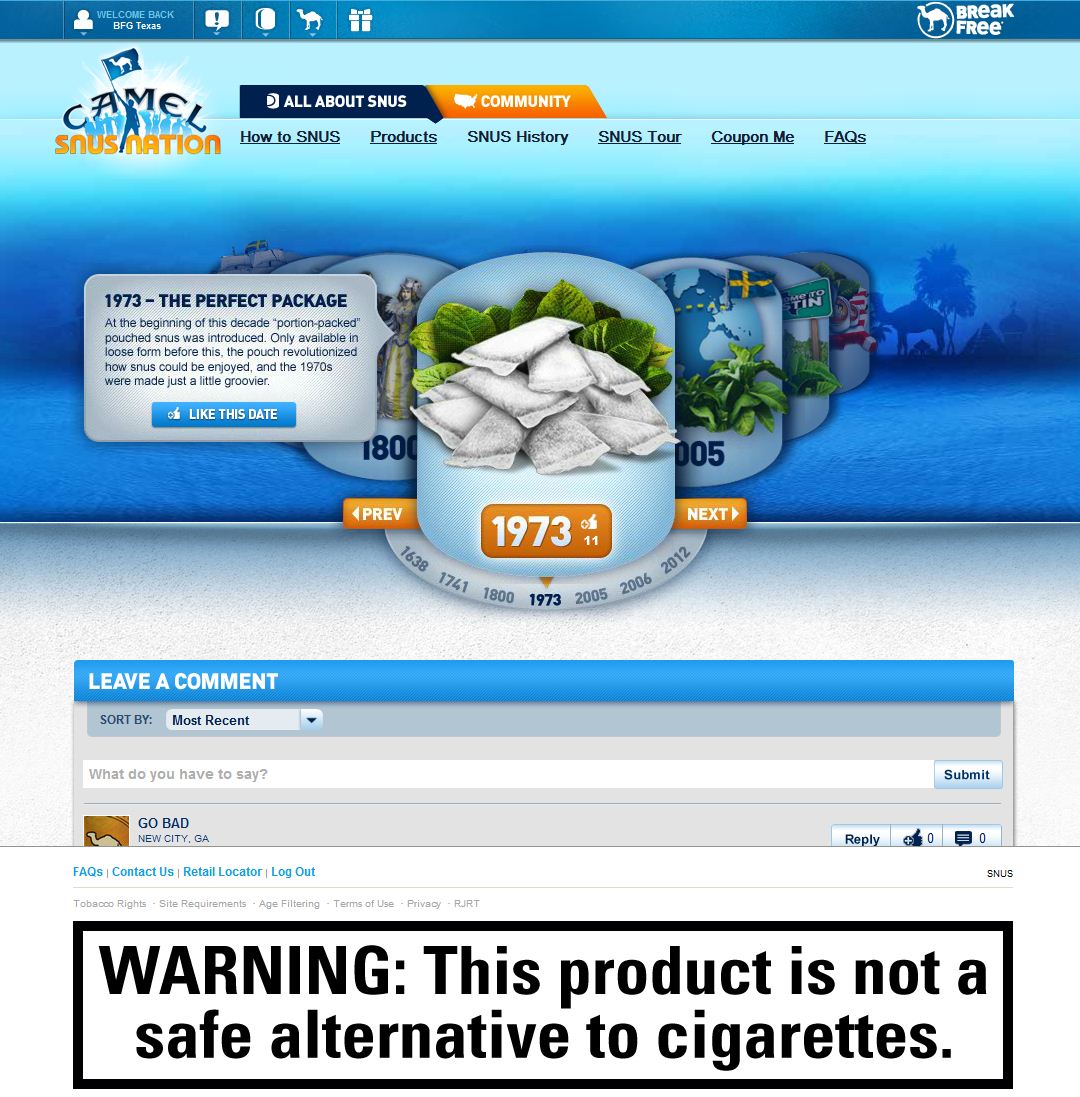 WELCOME BACK
BFG Texas
BREAK
FREE
CAMEL
SNUS NATION
ALL ABOUT SNUS
COMMUNITY
How to SNUS
Products
SNUS History
SNUS Tour
Coupon Me
FAQs
1973 – THE PERFECT PACKAGE
At the beginning of this decade “portion-packed”
pouched snus was introduced. Only available in
loose form before this, the pouch revolutionized
how snus could be enjoyed, and the 1970s
were made just a little groovier.
LIKE THIS DATE
1800
005
TO
TIN
PREV
1973
11
NEXT
1638
1741
1800
1973
2005
2006
2012
LEAVE A COMMENT
SORT BY:
Most Recent
What do you have to say?
Submit
GO BAD
NEW CITY, GA
Reply
0
0
FAQs | Contact Us | Retail Locator | Log Out
SNUS
Tobacco Rights · Site Requirements · Age Filtering · Terms of Use · Privacy · RJRT
WARNING: This product is not a
safe alternative to cigarettes.